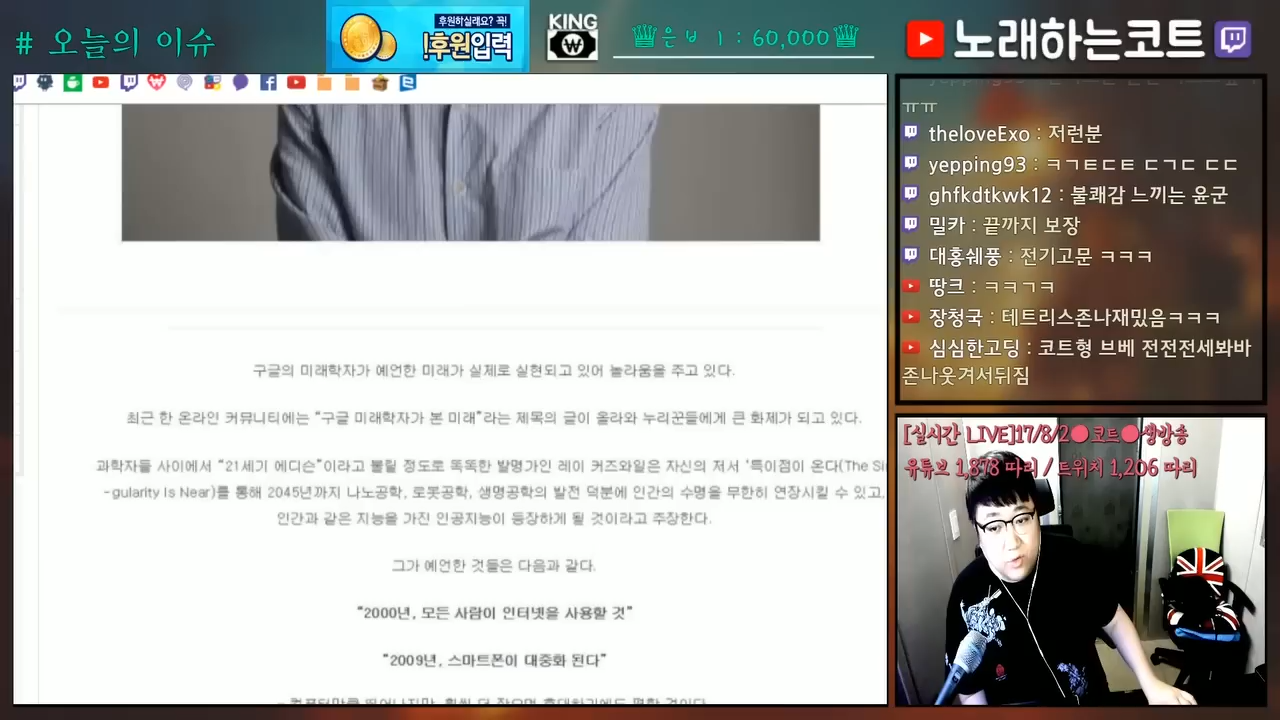 # 오늘의 이슈
후원하실래요? 꼭!
!후원입력
KING
₩
은ㅂㅣ : 60,000
노래하는코트
ㅠㅠ
theloveExo : 저런분
yepping93 : ㅋㄱㅌㄷㅌ ㄷㄱㄷ ㄷㄷ
ghfkdtkwk12 : 불쾌감 느끼는 윤군
밀카 : 끝까지 보장
대홍쉐풍 : 전기고문 ㅋㅋㅋ
땅크 : ㅋㅋㄱㅋ
장청국 : 테트리스존나재밌음ㅋㅋㅋ
심심한고딩 : 코트형 브베 전전전세봐바
존나웃겨서뒤짐
구글의 미래학자가 예언한 미래가 실제로 실현되고 있어 놀라움을 주고 있다.
최근 한 온라인 커뮤니티에는 “구글 미래학자가 본 미래”라는 제목의 글이 올라와 누리꾼들에게 큰 화제가 되고 있다.
과학자들 사이에서 “21세기 에디슨”이라고 불릴 정도로 똑똑한 발명가인 레이 커즈와일은 자신의 저서 ‘특이점이 온다(The Si
-gularity Is Near)를 통해 2045년까지 나노공학, 로봇공학, 생명공학의 발전 덕분에 인간의 수명을 무한히 연장시킬 수 있고,
인간과 같은 지능을 가진 인공지능이 등장하게 될 것이라고 주장한다.
그가 예언한 것들은 다음과 같다.
“2000년, 모든 사람이 인터넷을 사용할 것”
“2009년, 스마트폰이 대중화 된다”
[실시간 LIVE]17/8/2●코트●생방송
유튜브 1,878 따리 / 트위치 1,206 따리